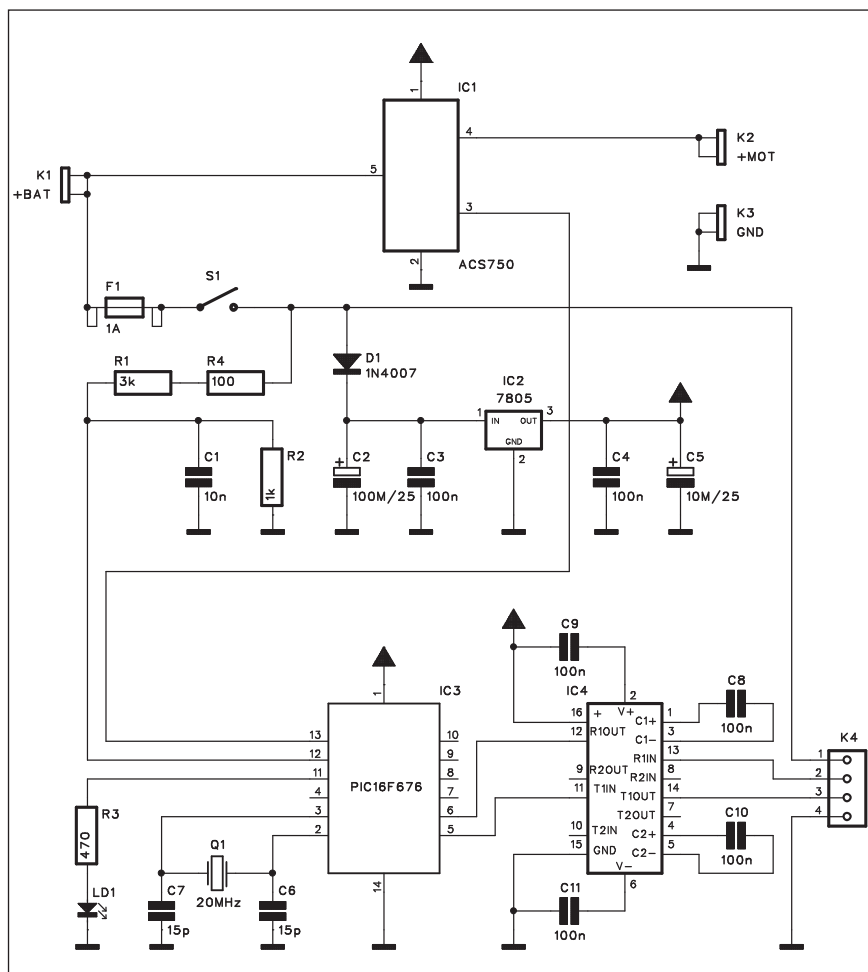 1
IC1
5
4
3
2
ACS750
K1
+BAT
K2
+MOT
K3
GND
F1
1A
S1
R1
3k
R4
100
D1
1N4007
IC2
7805
1
IN
OUT
3
GND
2
C1
10n
R2
1k
C2
+
100M/25
C3
100n
C4
100n
C5
+
10M/25
C9
100n
IC3
IC4
1
PIC16F676
13
12
11
4
3
2
10
9
8
7
6
5
14
R3
470
LD1
C7
15p
Q1
20MHz
C6
15p
2
V+
16
+
12
R1OUT
9
R2OUT
11
T1IN
10
T2IN
15
GND
V-
6
C1+
1
C1-
3
R1IN
13
R2IN
8
T1OUT
14
T2OUT
7
C2+
4
C2-
5
C8
100n
C10
100n
C11
100n
K4
1
2
3
4